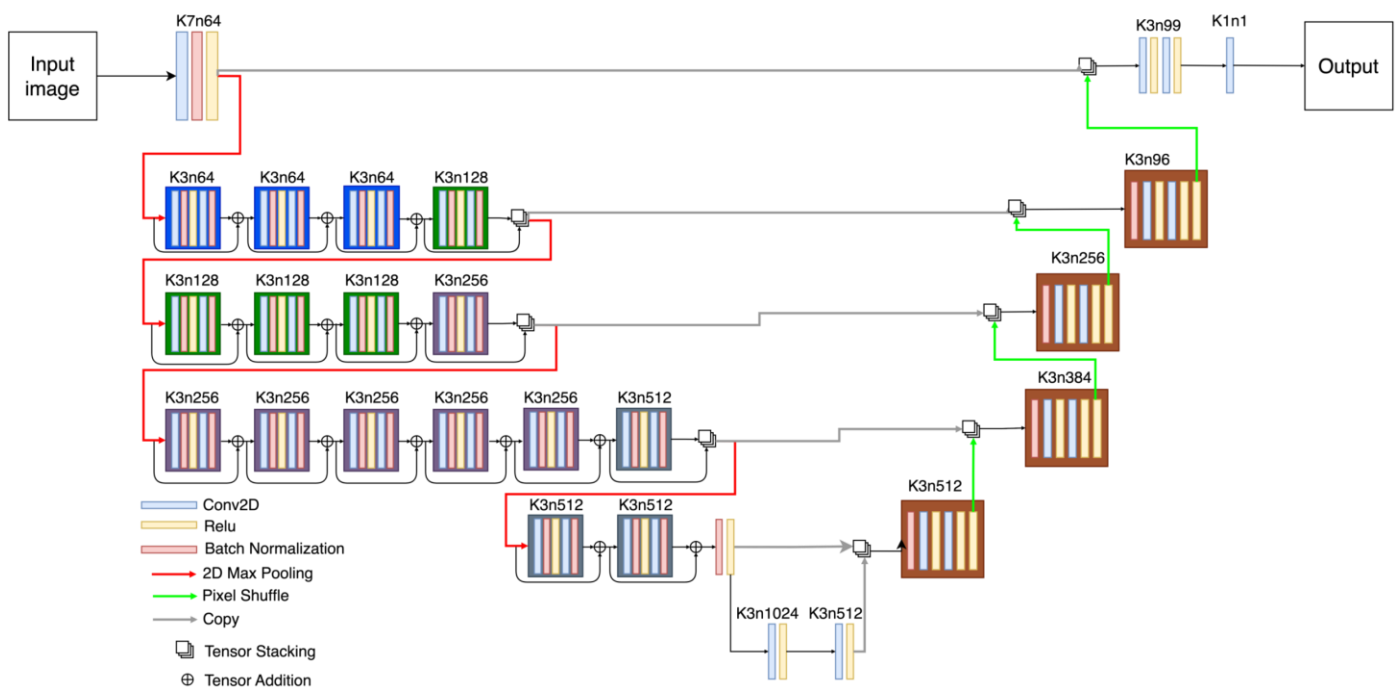 K7n64
K3n99
K1n1
Input
image
Output
K3n96
K3n64
K3n64
K3n64
K3n128
K3n256
K3n128
K3n128
K3n128
K3n256
K3n384
K3n256
K3n256
K3n256
K3n256
K3n256
K3n512
K3n512
K3n512
K3n512
Conv2D
Relu
Batch Normalization
2D Max Pooling
Pixel Shuffle
Copy
Tensor Stacking
Tensor Addition
K3n1024
K3n512